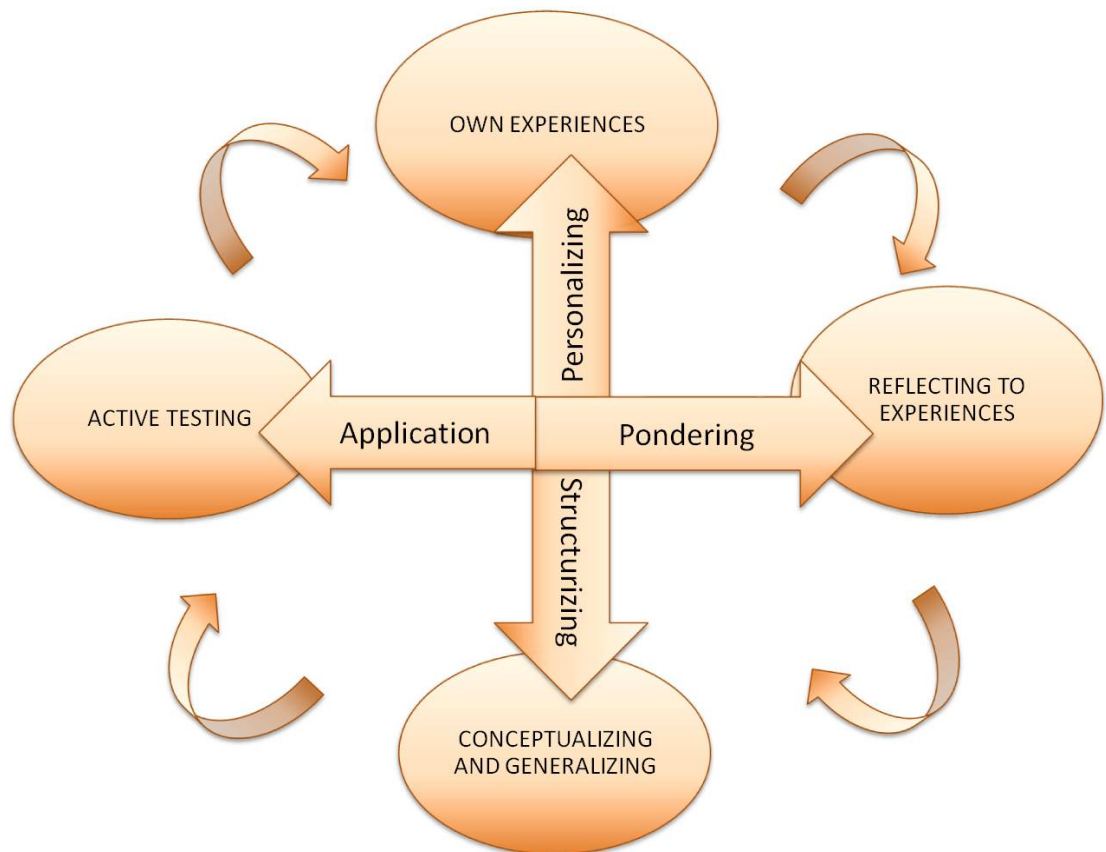 OWN EXPERIENCES
Personalizing
ACTIVE TESTING
Application
Pondering
REFLECTING TO
EXPERIENCES
Structurizing
CONCEPTUALIZING
AND GENERALIZING